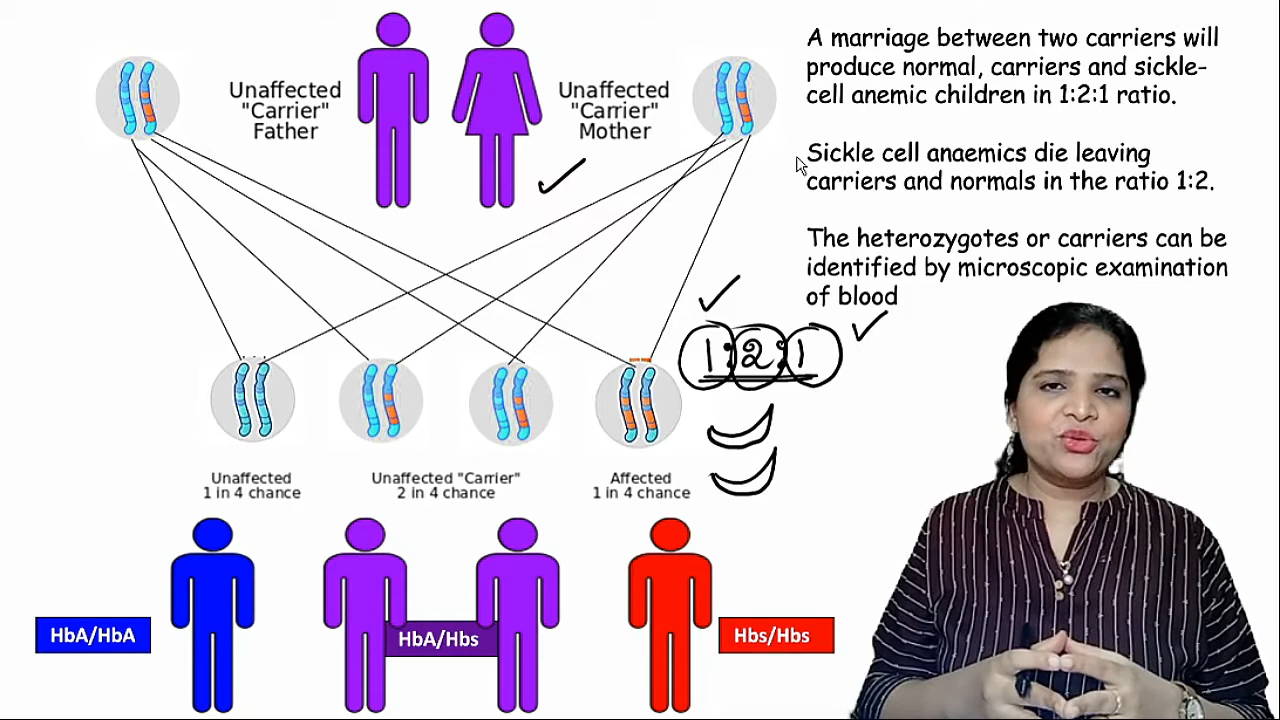 Unaffected
"Carrier"
Father
Unaffected
"Carrier"
Mother
A marriage between two carriers will
produce normal, carriers and sickle-
cell anemic children in 1:2:1 ratio.
Sickle cell anaemics die leaving
carriers and normals in the ratio 1:2.
The heterozygotes or carriers can be
identified by microscopic examination
of blood
1:2:1
Unaffected
1 in 4 chance
Unaffected "Carrier"
2 in 4 chance
Affected
1 in 4 chance
HbA/HbA
HbA/Hbs
Hbs/Hbs